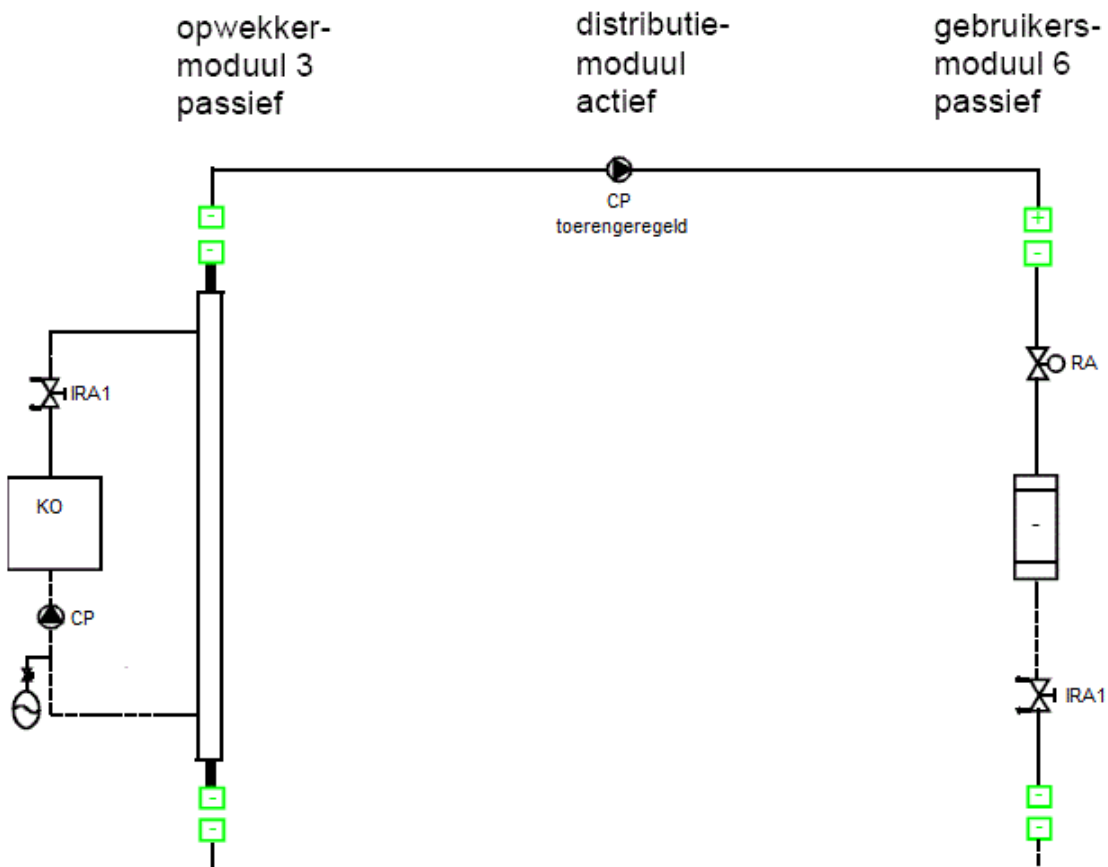 opwekker-
moduul 3
passief
distributie-
moduul
actief
gebruikers-
moduul 6
passief
CP
toerengeregeld
-
-
+
-
IRA1
RA
KO
-
CP
IRA1
-
-
-
-